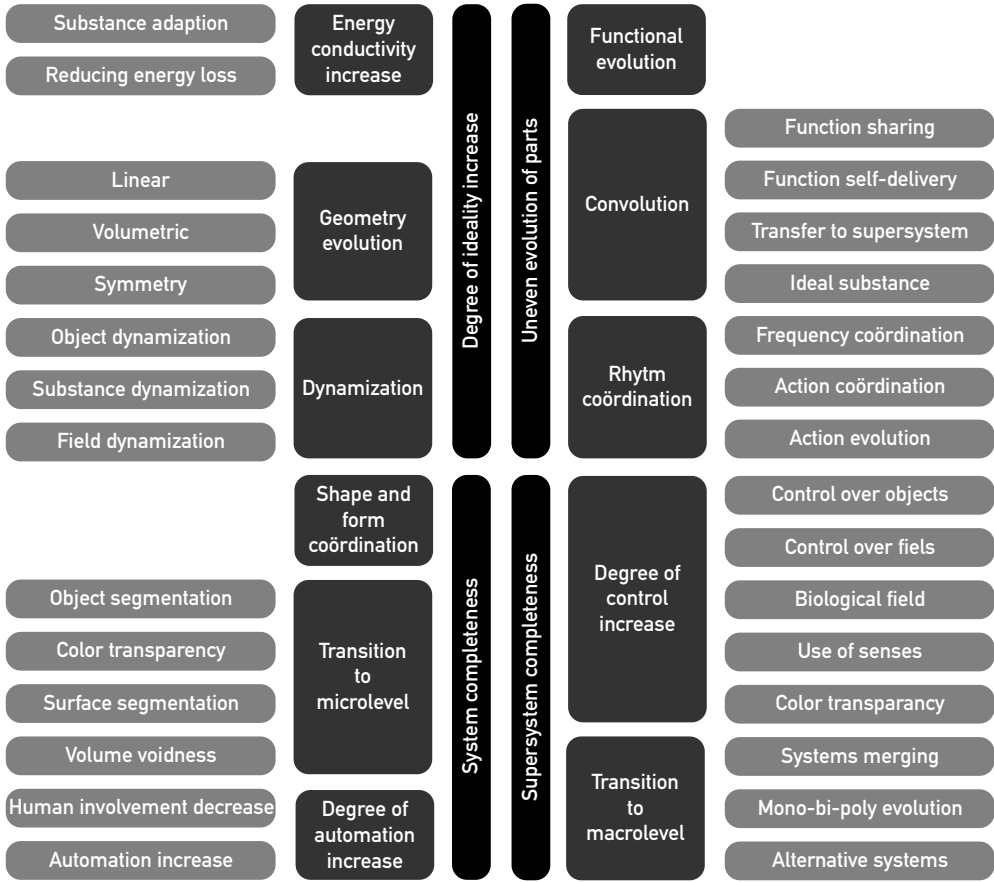 Substance adaption
Reducing energy loss
Energy
conductivity
increase
Linear
Volumetric
Symmetry
Geometry
evolution
Object dynamization
Substance dynamization
Field dynamization
Dynamization
Shape and
form
coördination
Object segmentation
Color transparency
Surface segmentation
Volume voidness
Transition
to
microlevel
Human involvement decrease
Automation increase
Degree of
automation
increase
Degree of ideality increase
System completeness
Uneven evolution of parts
Supersystem completeness
Functional
evolution
Convolution
Function sharing
Function self-delivery
Transfer to supersystem
Ideal substance
Rhytm
coördination
Frequency coördination
Action coördination
Action evolution
Degree of
control
increase
Control over objects
Control over fiels
Biological field
Use of senses
Color transparancy
Transition
to
macrolevel
Systems merging
Mono-bi-poly evolution
Alternative systems